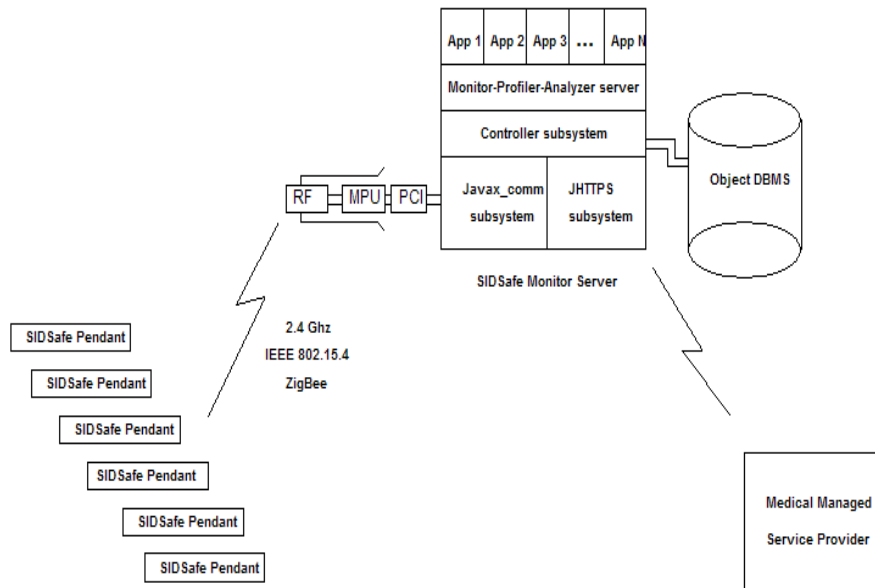 App 1 App 2 App 3 ... App N
Monitor-Profiler-Analyzer server
Controller subsystem
Javax_comm
subsystem
JHTTPS
subsystem
SIDSafe Monitor Server
Object DBMS
RF MPU PCI
2.4 Ghz
IEEE 802.15.4
ZigBee
SIDSafe Pendant
SIDSafe Pendant
SIDSafe Pendant
SIDSafe Pendant
SIDSafe Pendant
SIDSafe Pendant
Medical Managed
Service Provider